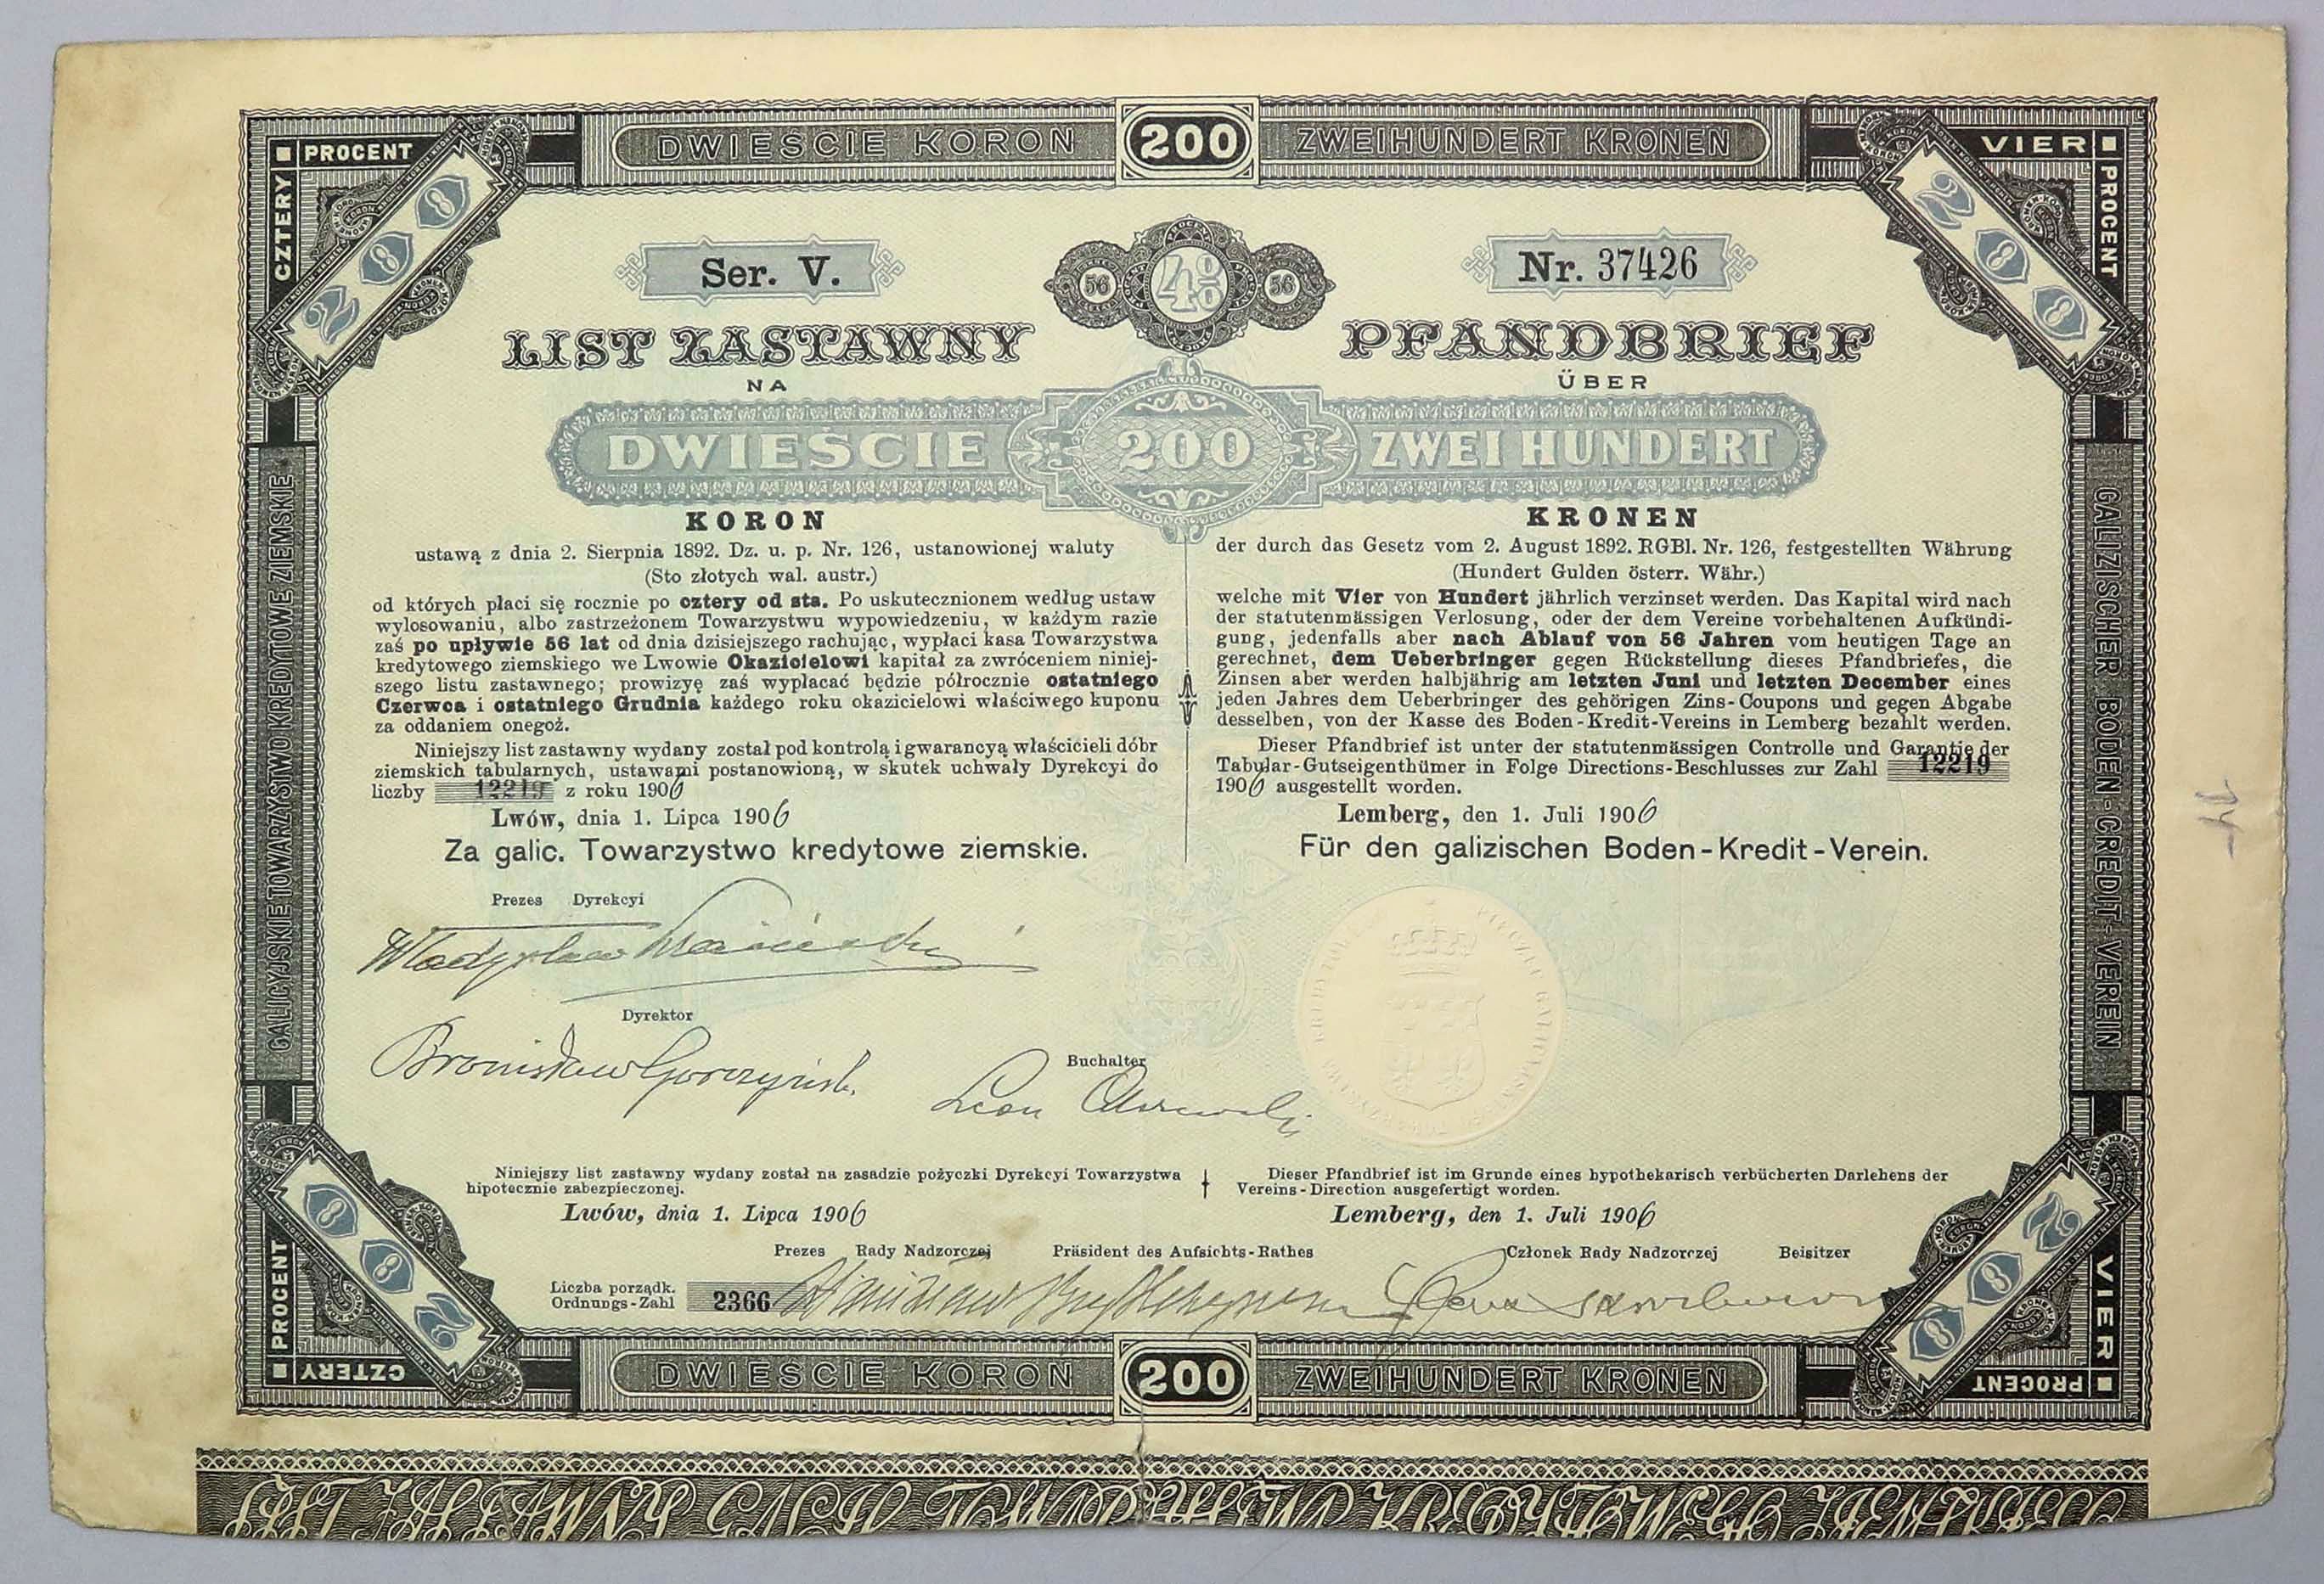 DWIEŚCIE KORON 200 ZWEIHUNDERT KRONEN
CZTERY PROCENT
200
VIER PROCENT
200
Ser. V.
56 4% 56
Nr. 37426
LIST ZASTAWNY
NA
PFANDBRIEF
ÜBER
DWIEŚCIE 200 ZWEI HUNDERT
KORON
ustawą z dnia 2. Sierpnia 1892. Dz. u. p. Nr. 126, ustanowionej waluty
(Sto złotych wal. austr.)
od których płaci się rocznie po cztery od sta. Po uskutecznionem według ustaw
wylosowaniu, albo zastrzeżonem Towarzystwu wypowiedzeniu, w każdym razie
zaś po upływie 56 lat od dnia dzisiejszego rachując, wypłaci kasa Towarzystwa
kredytowego ziemskiego we Lwowie Okazicielowi kapitał za zwróceniem niniej-
szego listu zastawnego; prowizyę zaś wypłacać będzie półrocznie ostatniego
Czerwca i ostatniego Grudnia każdego roku okazicielowi właściwego kuponu
za oddaniem onegoż.
Niniejszy list zastawny wydany został pod kontrolą i gwarancyą właścicieli dóbr
ziemskich tabularnych, ustawami postanowioną, w skutek uchwały Dyrekcyi do
liczby 12219 z roku 1906
Lwów, dnia 1. Lipca 1906
Za galic. Towarzystwo kredytowe ziemskie.
KRONEN
der durch das Gesetz vom 2. August 1892. RGBl. Nr. 126, festgestellten Währung
(Hundert Gulden österr. Währ.)
welche mit Vier von Hundert jährlich verzinset werden. Das Kapital wird nach
der statutenmässigen Verlosung, oder der dem Vereine vorbehaltenen Aufkündi-
gung, jedenfalls aber nach Ablauf von 56 Jahren vom heutigen Tage an
gerechnet, dem Ueberbringer gegen Rückstellung dieses Pfandbriefes, die
Zinsen aber werden halbjährig am letzten Juni und letzten December eines
jeden Jahres dem Ueberbringer des gehörigen Zins-Coupons und gegen Abgabe
desselben, von der Kasse des Boden-Kredit-Vereins in Lemberg bezahlt werden.
Dieser Pfandbrief ist unter der statutenmässigen Controlle und Garantie der
Tabular-Gutseigenthümer in Folge Directions-Beschlusses zur Zahl 12219
1906 ausgestellt worden.
Lemberg, den 1. Juli 1906
Für den galizischen Boden-Kredit-Verein.
GALICYJSKIE TOWARZYSTWO KREDYTOWE ZIEMSKIE
GALIZISCHER BODEN-CREDIT-VEREIN
Prezes Dyrekcyi
Władysław
Dyrektor
Bronisław Gorczyński
Buchalter
Leon
Niniejszy list zastawny wydany został na zasadzie pożyczki Dyrekcyi Towarzystwa
hipotecznie zabezpieczonej.
Lwów, dnia 1. Lipca 1906
Dieser Pfandbrief ist im Grunde eines hypothekarisch verbücherten Darlehens der
Vereins-Direction ausgefertigt worden.
Lemberg, den 1. Juli 1906
Prezes Rady Nadzorczej Präsident des Aufsichts-Rathes Członek Rady Nadzorczej Beisitzer
Liczba porządk.
Ordnungs-Zahl 2366
Stanisław
CZTERY PROCENT
200
VIER PROCENT
200
DWIEŚCIE KORON 200 ZWEIHUNDERT KRONEN